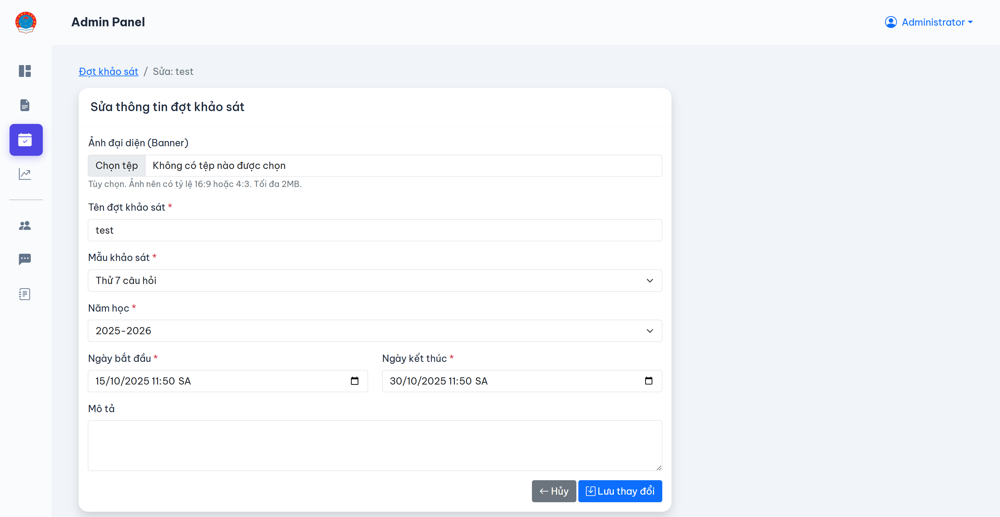 Admin Panel
Administrator
Đợt khảo sát / Sửa: test
Sửa thông tin đợt khảo sát
Ảnh đại diện (Banner)
Chọn tệp Không có tệp nào được chọn
Tùy chọn. Ảnh nên có tỷ lệ 16:9 hoặc 4:3. Tối đa 2MB.
Tên đợt khảo sát *
test
Mẫu khảo sát *
Thử 7 câu hỏi
Năm học *
2025-2026
Ngày bắt đầu * Ngày kết thúc *
15/10/2025 11:50 SA 30/10/2025 11:50 SA
Mô tả
Hủy Lưu thay đổi